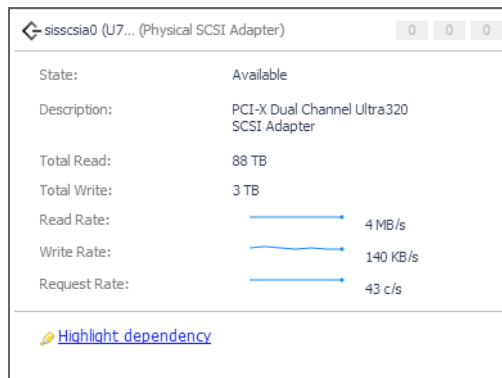 sisscsia0 (U7... (Physical SCSI Adapter) 0 0 0
State: Available
Description: PCI-X Dual Channel Ultra320
SCSI Adapter
Total Read: 88 TB
Total Write: 3 TB
Read Rate: 4 MB/s
Write Rate: 140 KB/s
Request Rate: 43 c/s
Highlight dependency